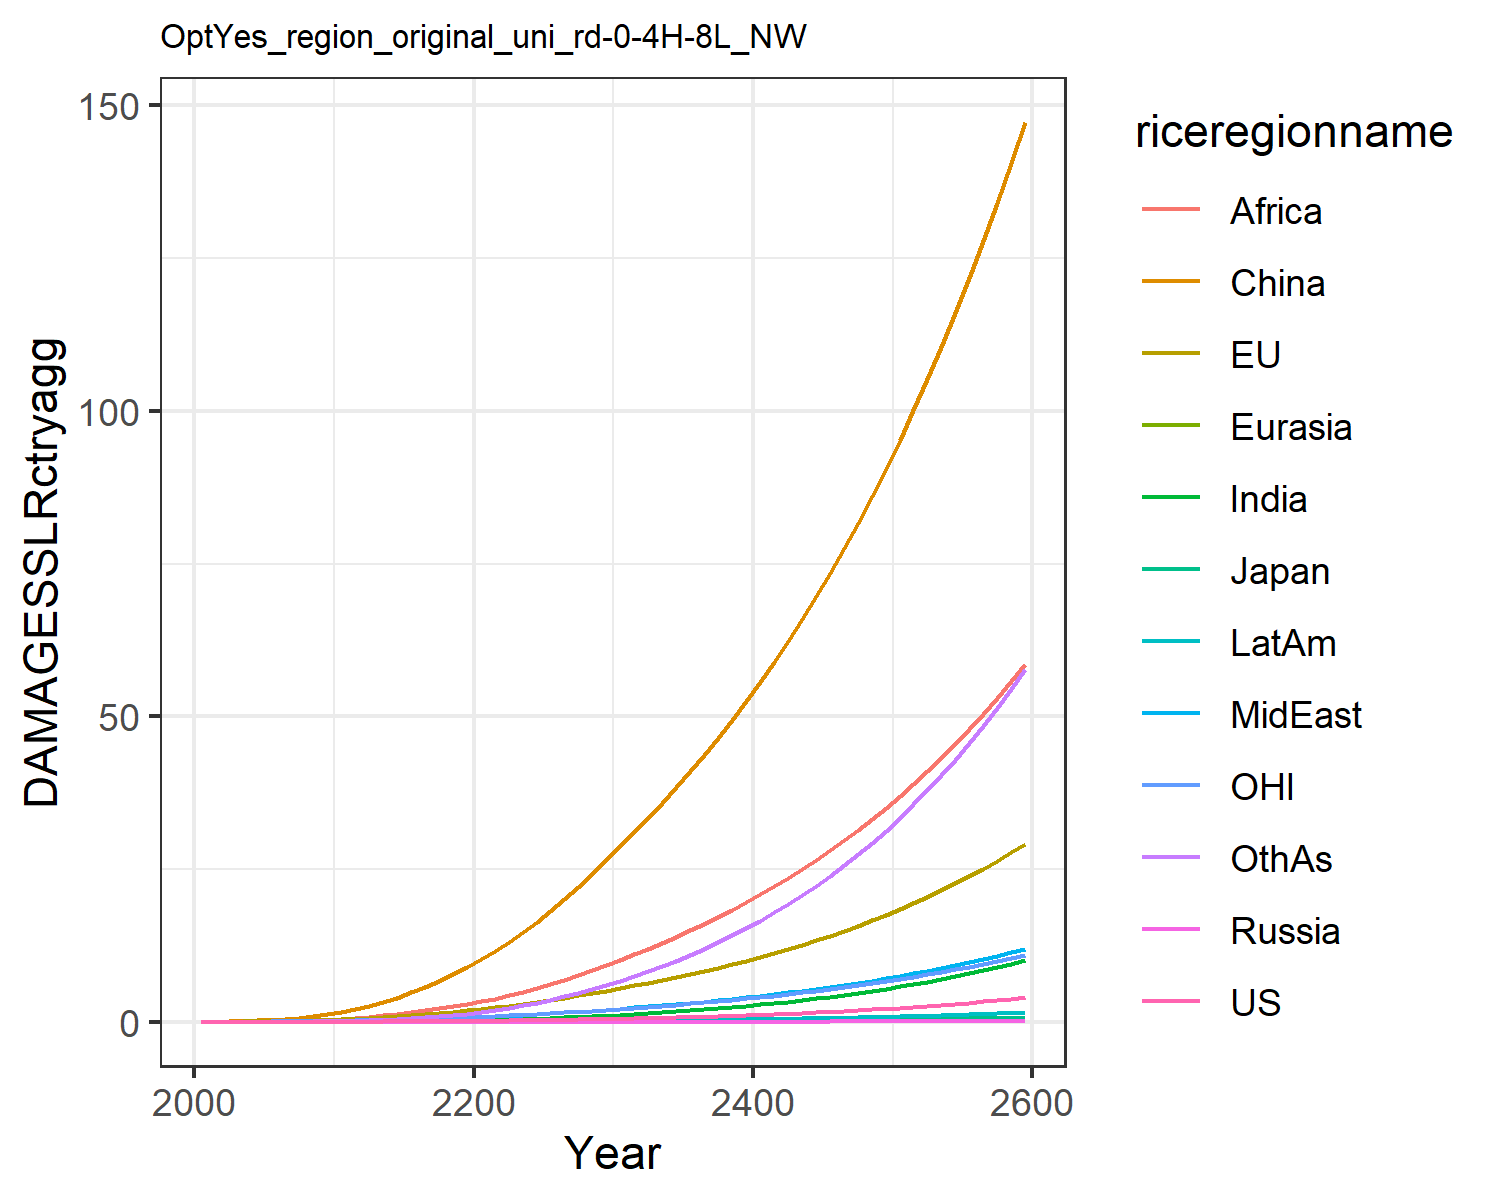 OptYes_region_original_uni_rd-0-4H-8L_NW
150
100
50
0
DAMAGESSLRctryagg
2000
2200
2400
2600
Year
riceregionname
Africa
China
EU
Eurasia
India
Japan
LatAm
MidEast
OHI
OthAs
Russia
US